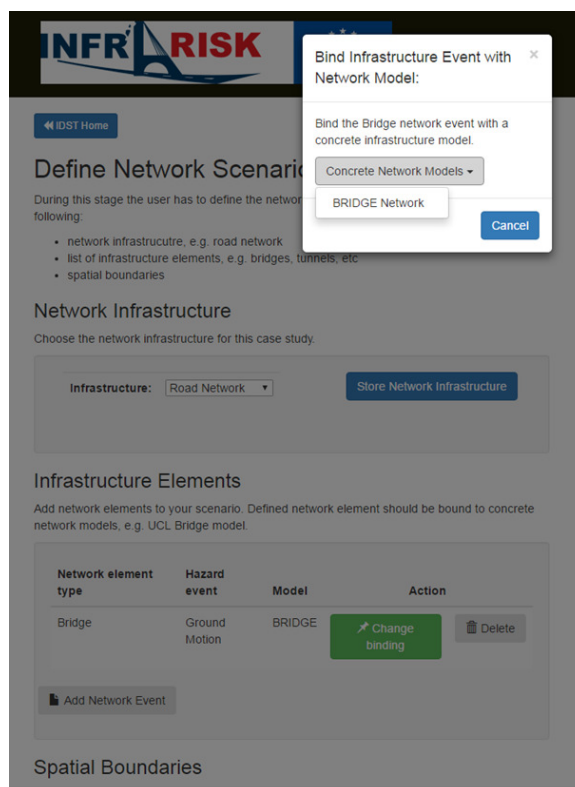 INFRARISK
Bind Infrastructure Event with
Network Model:
×
Bind the Bridge network event with a
concrete infrastructure model.
Concrete Network Models
BRIDGE Network
Cancel
IDST Home
Define Network Scenari
During this stage the user has to define the networ
following:
network infrastrucutre, e.g. road network
list of infrastructure elements, e.g. bridges, tunnels, etc
spatial boundaries
Network Infrastructure
Choose the network infrastructure for this case study.
Infrastructure: Road Network
Store Network Infrastructure
Infrastructure Elements
Add network elements to your scenario. Defined network element should be bound to concrete
network models, e.g. UCL Bridge model.
Network element
type
Hazard
event
Model
Action
Bridge
Ground
Motion
BRIDGE
Change
binding
Delete
Add Network Event
Spatial Boundaries